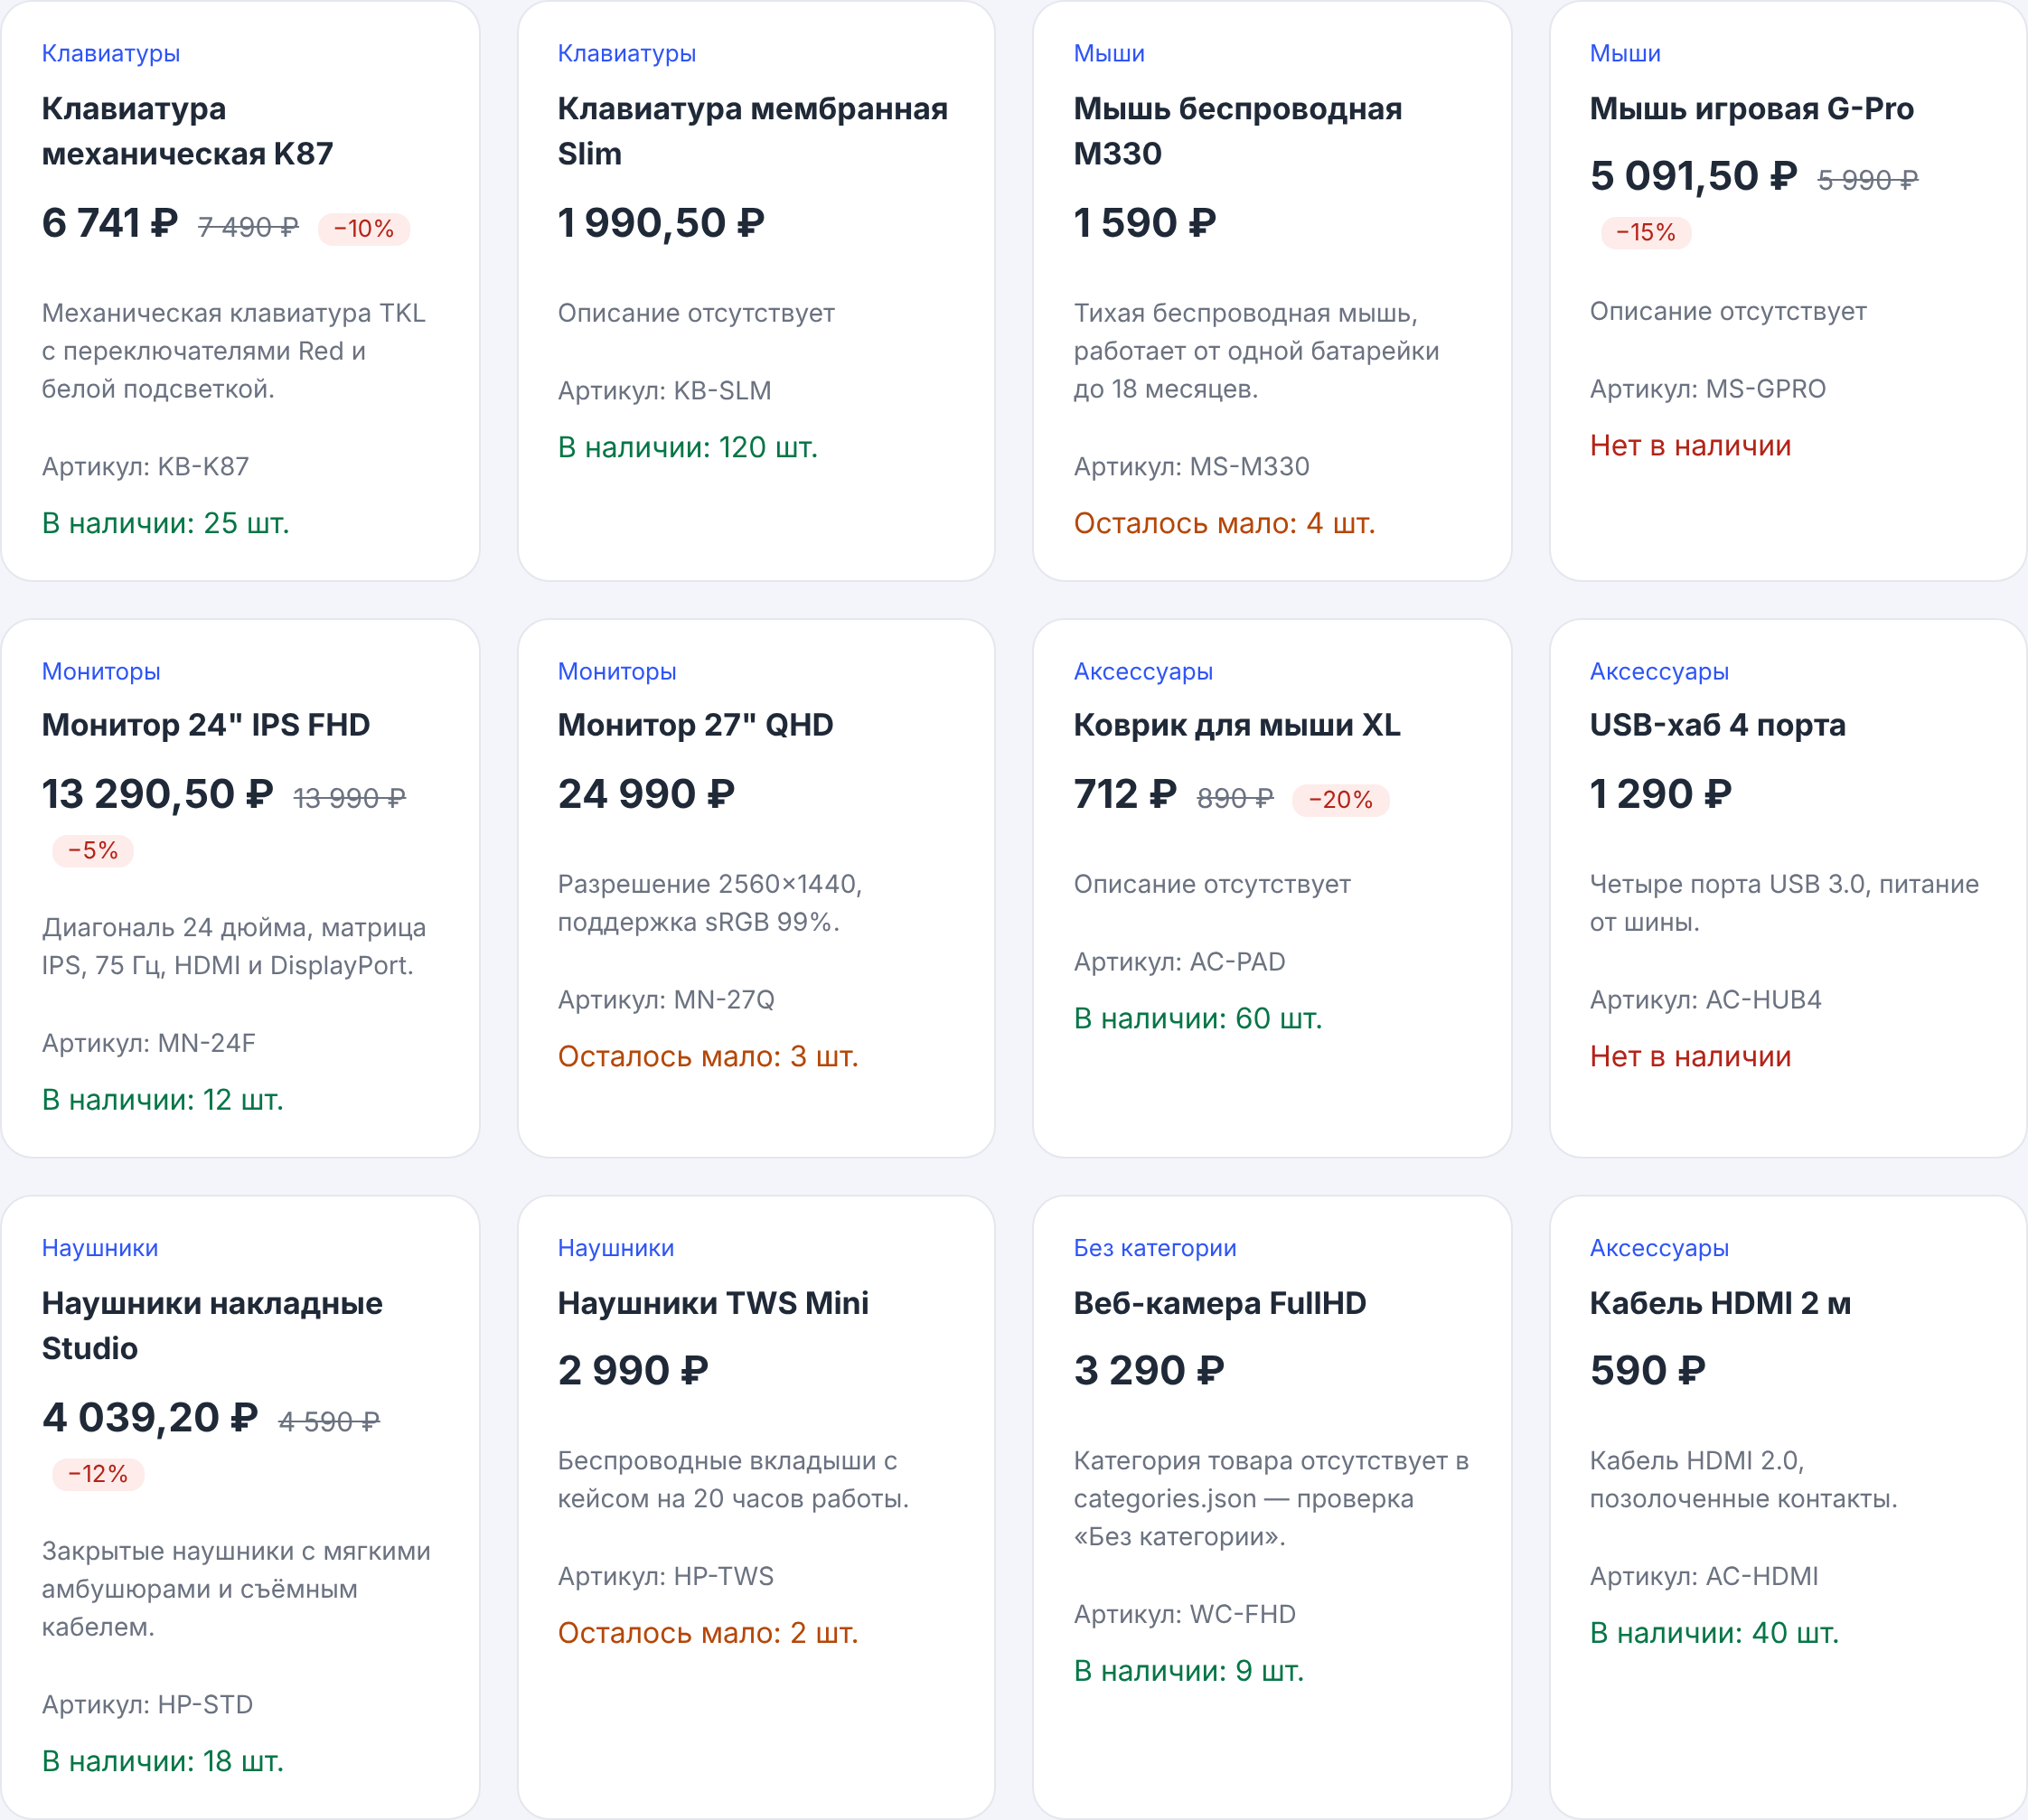 Клавиатуры
Клавиатура
механическая K87
6 741 ₽ 7 490 ₽ −10%
Механическая клавиатура TKL
с переключателями Red и
белой подсветкой.
Артикул: KB-K87
В наличии: 25 шт.
Клавиатуры
Клавиатура мембранная
Slim
1 990,50 ₽
Описание отсутствует
Артикул: KB-SLM
В наличии: 120 шт.
Мыши
Мышь беспроводная
M330
1 590 ₽
Тихая беспроводная мышь,
работает от одной батарейки
до 18 месяцев.
Артикул: MS-M330
Осталось мало: 4 шт.
Мыши
Мышь игровая G-Pro
5 091,50 ₽ 5 990 ₽
−15%
Описание отсутствует
Артикул: MS-GPRO
Нет в наличии
Мониторы
Монитор 24" IPS FHD
13 290,50 ₽ 13 990 ₽
−5%
Диагональ 24 дюйма, матрица
IPS, 75 Гц, HDMI и DisplayPort.
Артикул: MN-24F
В наличии: 12 шт.
Мониторы
Монитор 27" QHD
24 990 ₽
Разрешение 2560×1440,
поддержка sRGB 99%.
Артикул: MN-27Q
Осталось мало: 3 шт.
Аксессуары
Коврик для мыши XL
712 ₽ 890 ₽ −20%
Описание отсутствует
Артикул: AC-PAD
В наличии: 60 шт.
Аксессуары
USB-хаб 4 порта
1 290 ₽
Четыре порта USB 3.0, питание
от шины.
Артикул: AC-HUB4
Нет в наличии
Наушники
Наушники накладные
Studio
4 039,20 ₽ 4 590 ₽
−12%
Закрытые наушники с мягкими
амбушюрами и съёмным
кабелем.
Артикул: HP-STD
В наличии: 18 шт.
Наушники
Наушники TWS Mini
2 990 ₽
Беспроводные вкладыши с
кейсом на 20 часов работы.
Артикул: HP-TWS
Осталось мало: 2 шт.
Без категории
Веб-камера FullHD
3 290 ₽
Категория товара отсутствует в
categories.json — проверка
«Без категории».
Артикул: WC-FHD
В наличии: 9 шт.
Аксессуары
Кабель HDMI 2 м
590 ₽
Кабель HDMI 2.0,
позолоченные контакты.
Артикул: AC-HDMI
В наличии: 40 шт.